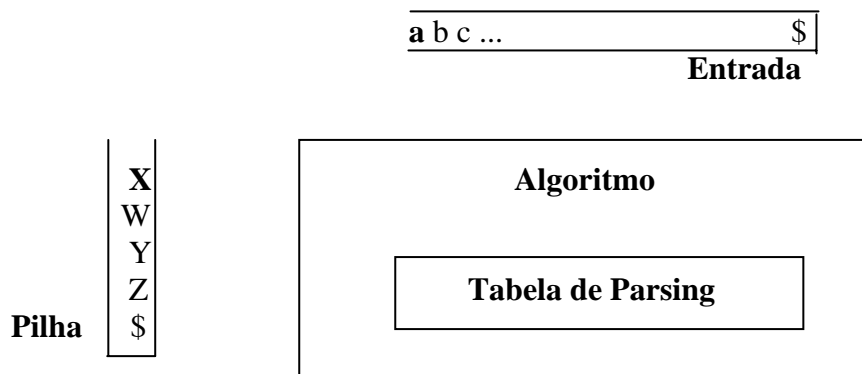 a b c ... $
Entrada
X
Algoritmo
W
Y
Z
Tabela de Parsing
Pilha $